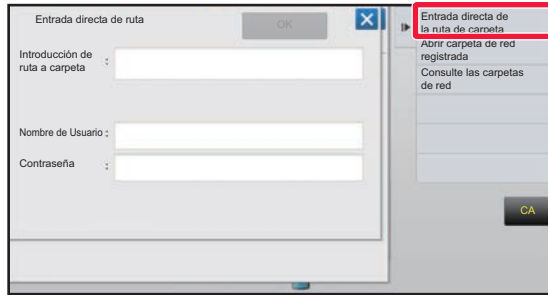 Entrada directa de ruta
OK
Introducción de
ruta a carpeta :
Nombre de Usuario :
Contraseña :
Entrada directa de
la ruta de carpeta
Abrir carpeta de red
registrada
Consulte las carpetas
de red
CA